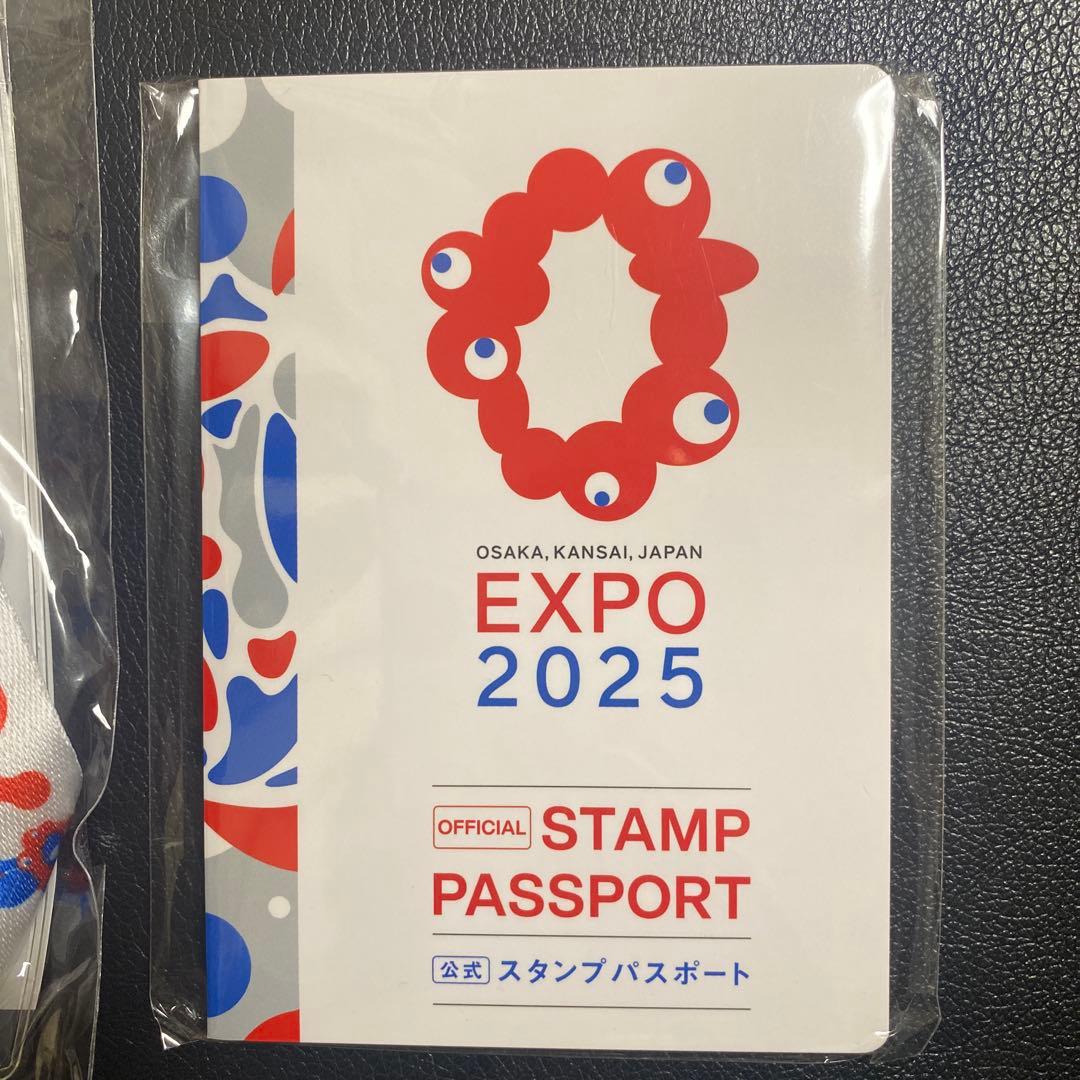 OSAKA, KANSAI, JAPAN
EXPO
2025
OFFICIAL STAMP
PASSPORT
公式 スタンプパスポート